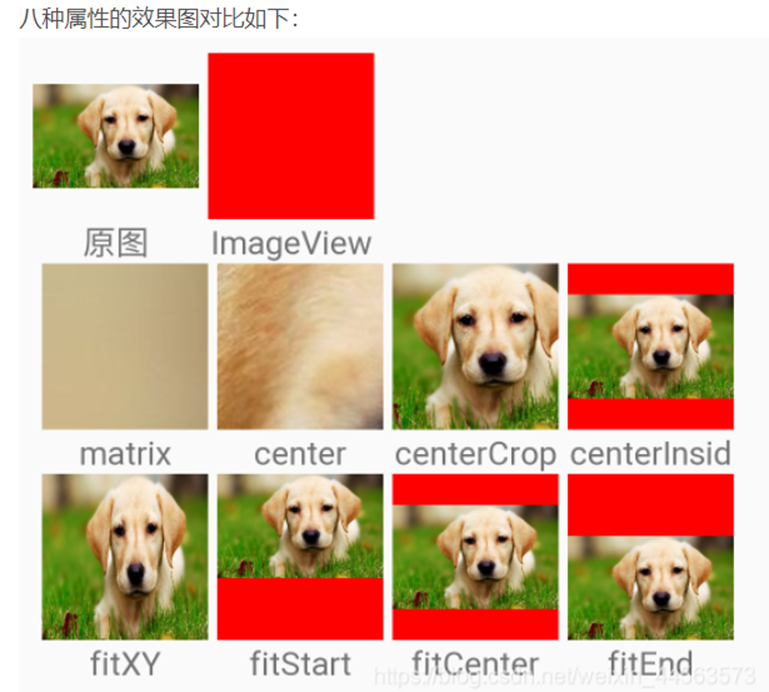 八种属性的效果图对比如下：
原图 ImageView
matrix center centerCrop centerInsid
fitXY fitStart fitCenter fitEnd
https://blog.csdn.net/weixin_44563573